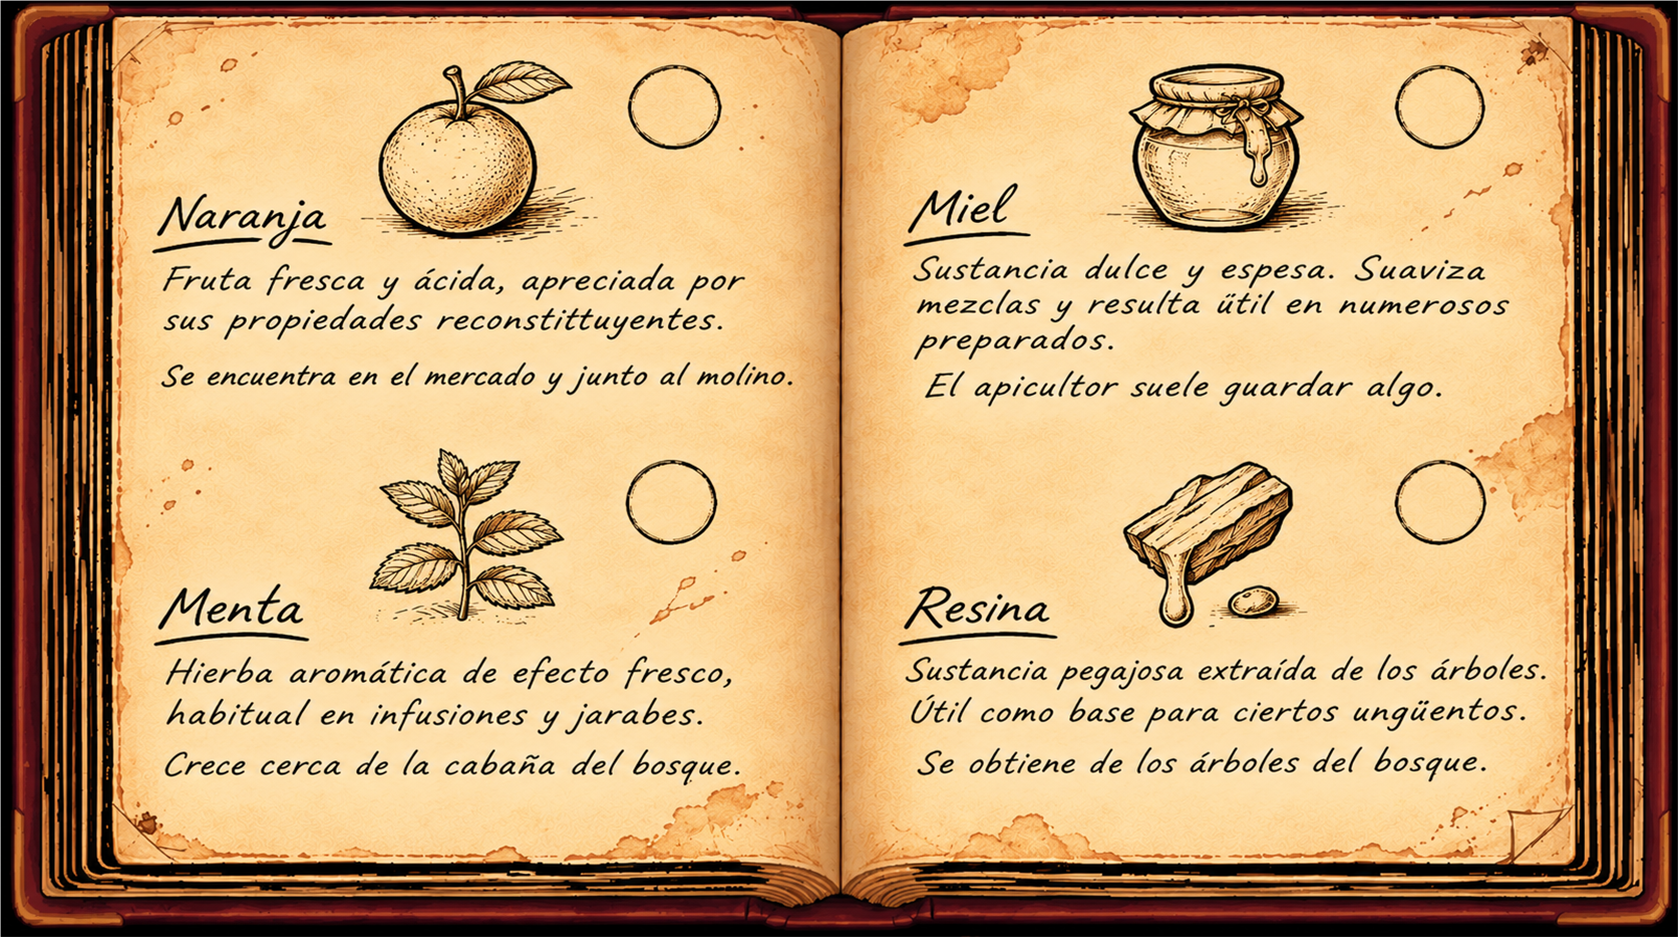 Naranja
Fruta fresca y ácida, apreciada por
sus propiedades reconstittuyentes.
Se encuentra en el mercado y junto al molino.
Menta
Hierba aromática de efecto fresco,
habitual en infusiones y jarabes.
Crece cerca de la cabaña del bosque.
Miel
Sustancia dulce y espesa. Suaviza
mezclas y resulta útil en numerosos
preparados.
El apicultor suele guardar algo.
Resina
Sustancia pegajosa extraída de los árboles.
Útil como base para ciertos ungüentos.
Se obtiene de los árboles del bosque.